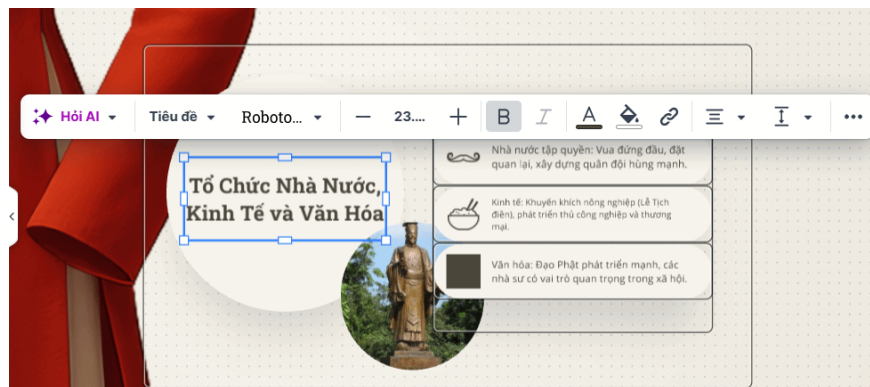 Hỏi AI
Tiêu đề
Roboto...
23....
B
I
A
Nhà nước tập quyền: Vua đứng đầu, đặt
quan lại, xây dựng quân đội hùng mạnh.
Tổ Chức Nhà Nước,
Kinh Tế và Văn Hóa
Kinh tế: Khuyến khích nông nghiệp (Lễ Tịch
điền), phát triển thủ công nghiệp và thương
mại.
Văn hóa: Đạo Phật phát triển mạnh, các
nhà sư có vai trò quan trọng trong xã hội.